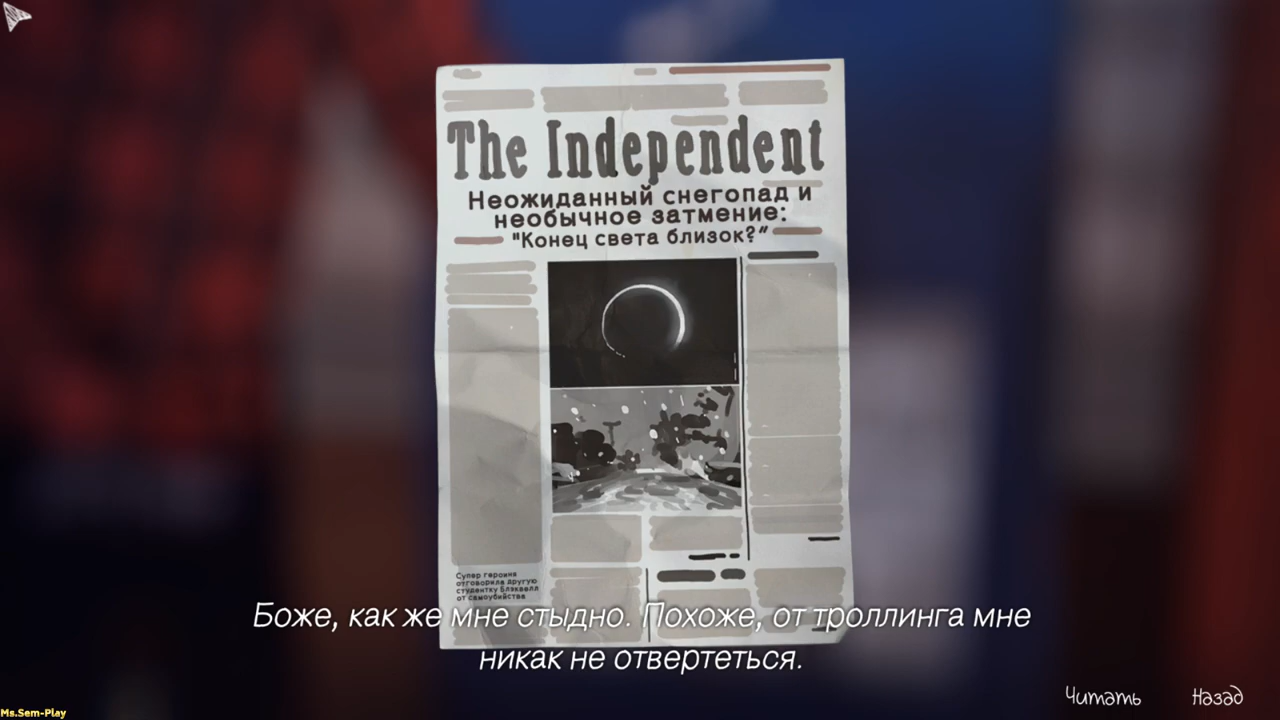 The Independent
Неожиданный снегопад и
необычное затмение:
"Конец света близок?"
Супер героиня
отговорила другую
студентку Блэквелл
от самоубийства
Боже, как же мне стыдно. Похоже, от троллинга мне
никак не отвертеться.
Читать Назад
Ms.Sem-Play